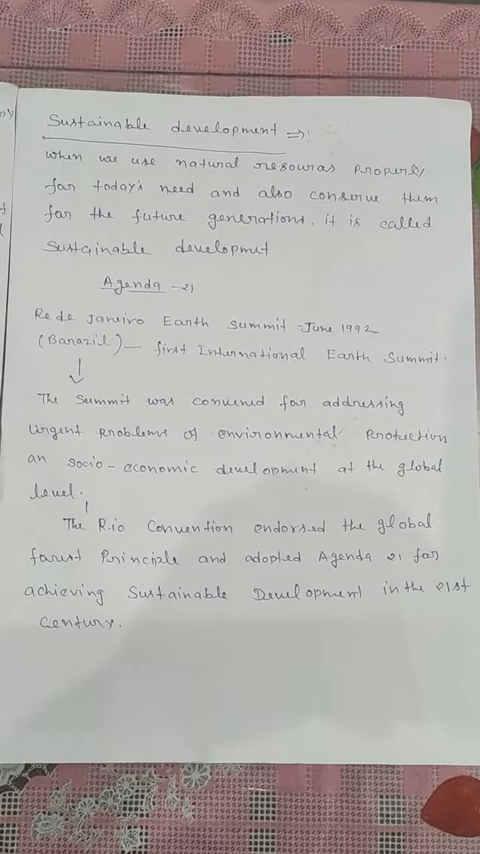 Sustainable development ⇒:
when we use natural resouras properly
for today's need and also conserve them
for the future generations. it is called
Sustainable developmet
Agenda - 21
Re de Janeiro Earth Summit - June 1992
(Barazil) — first International Earth Summit.
↓
The Summit was convened for addressing
urgent problems of environmental protection
an socio-economic development at the global
level.
The R.io Convention endorsed the global
forest Principle and adopted Agenda 21 for
achieving Sustainable Development in the 21st
Century.